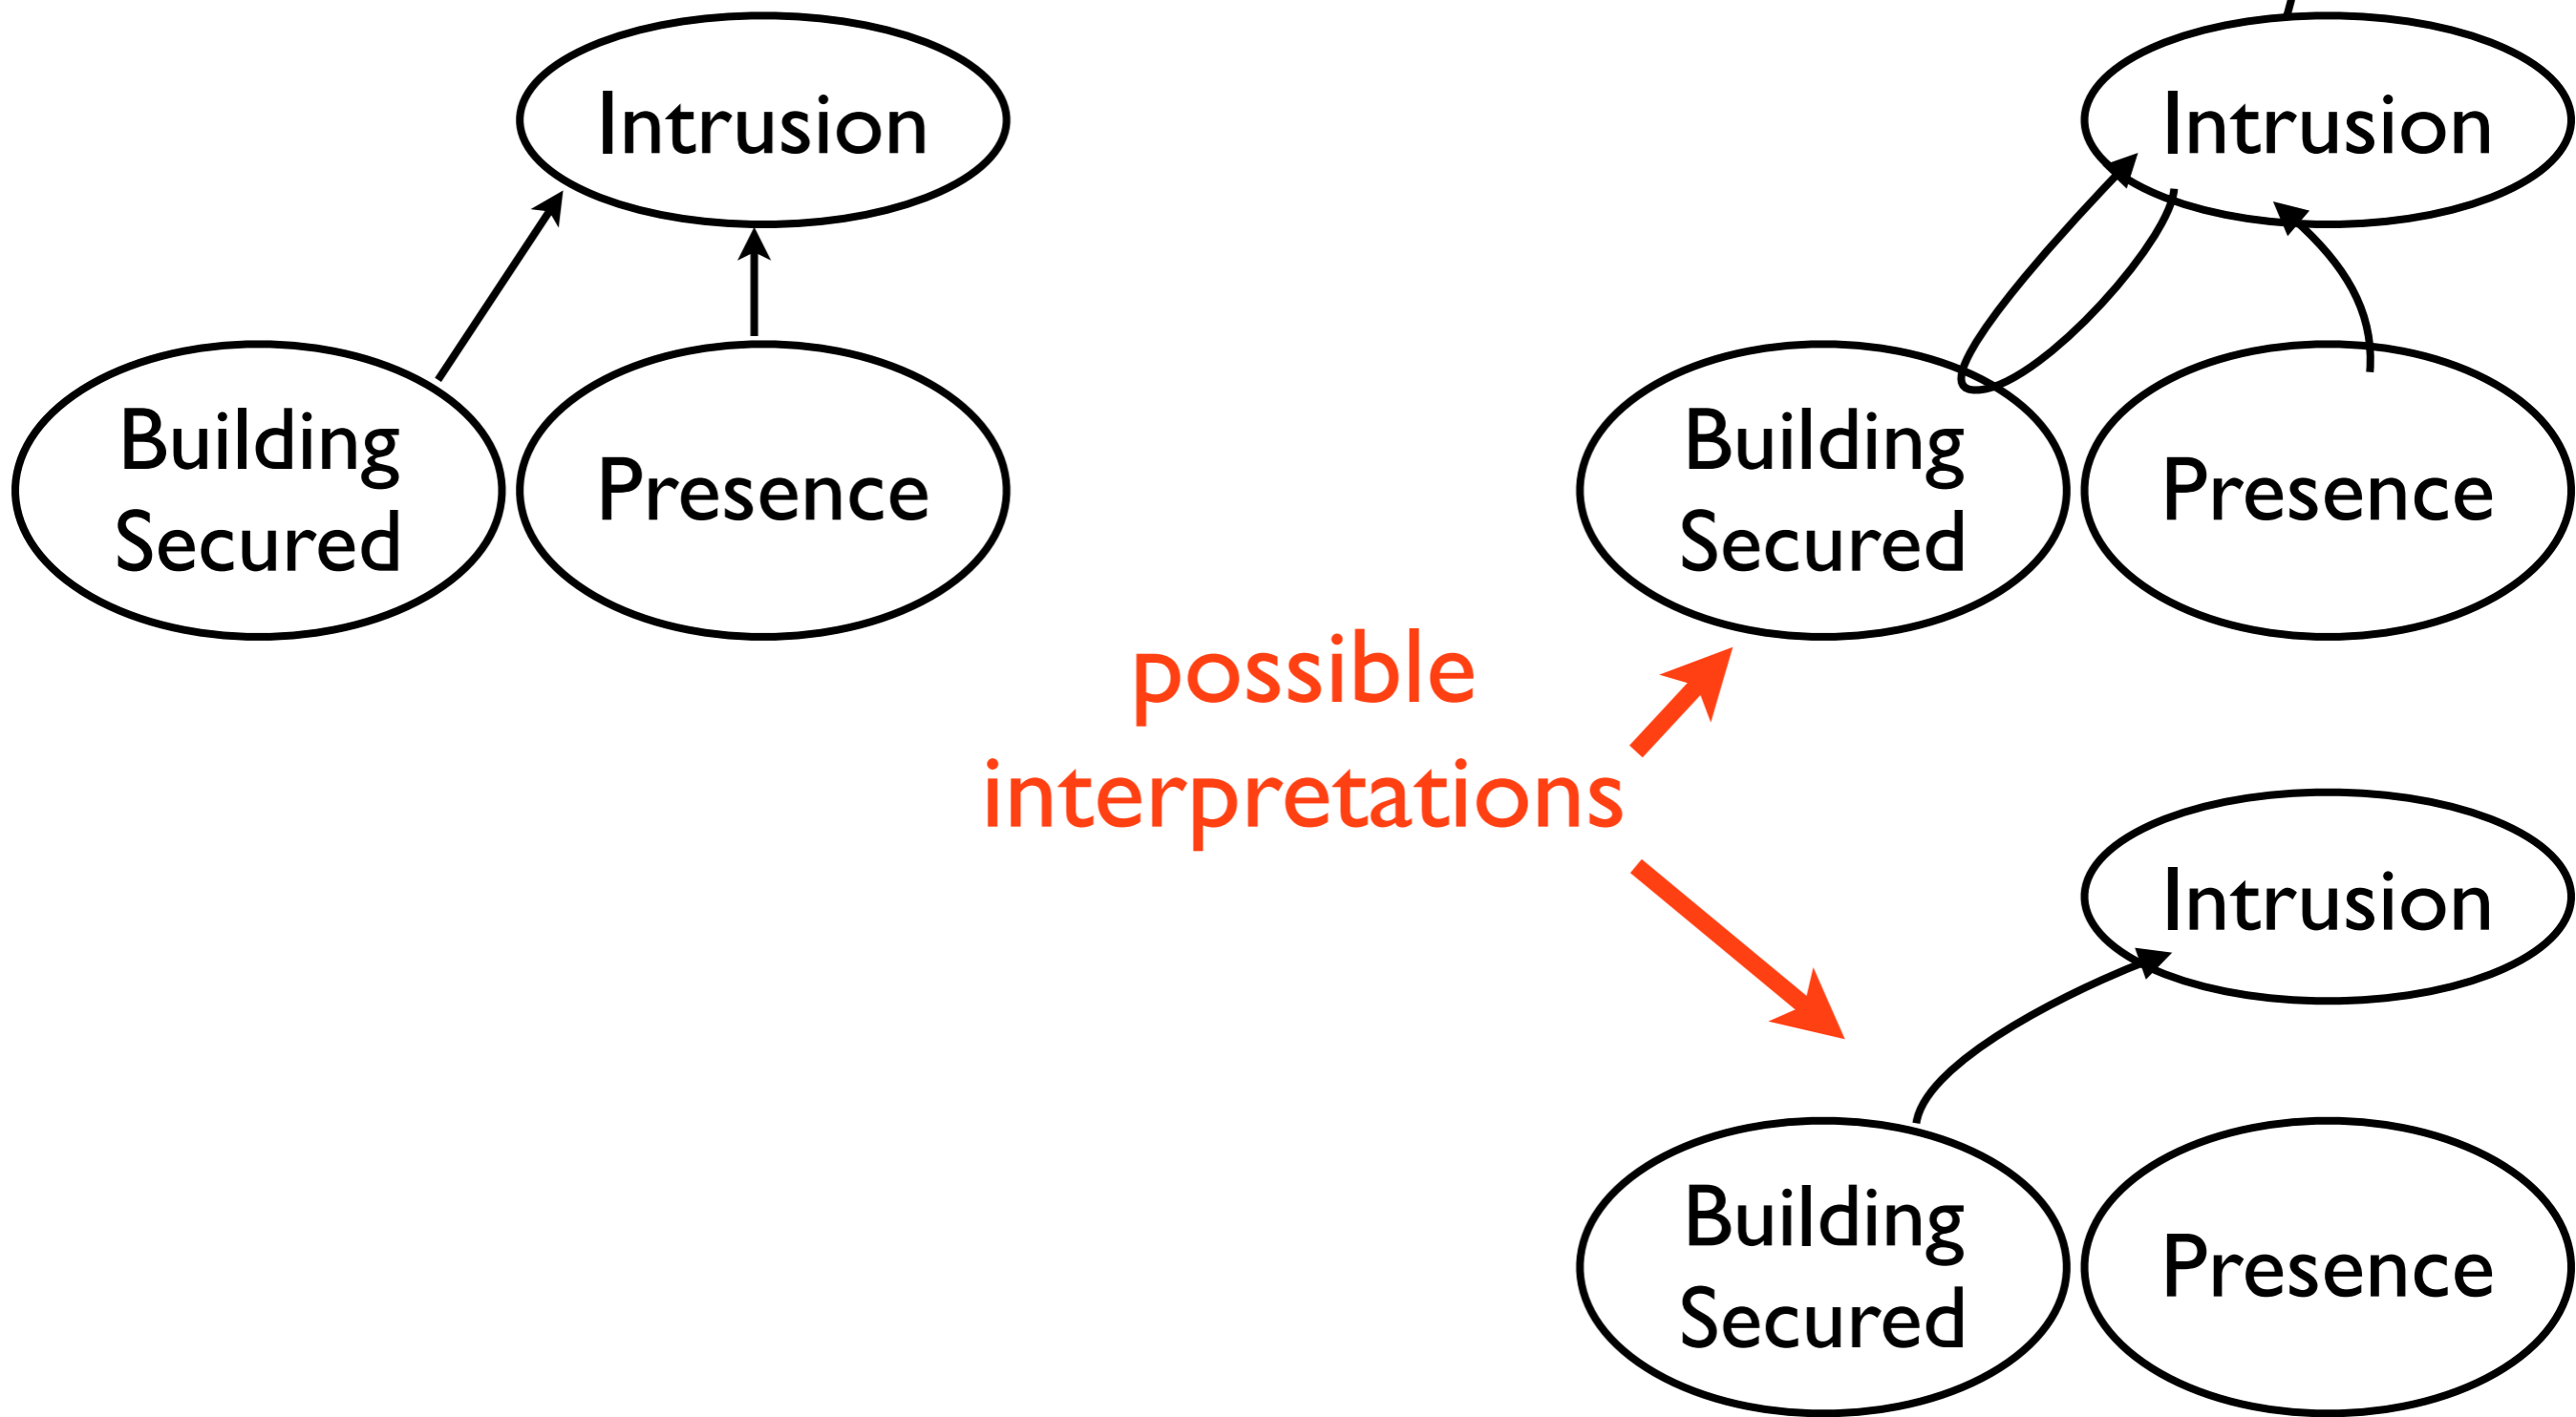 Intrusion
Building
Secured
Presence
Intrusion
Building
Secured
Presence
possible
interpretations
Intrusion
Building
Secured
Presence